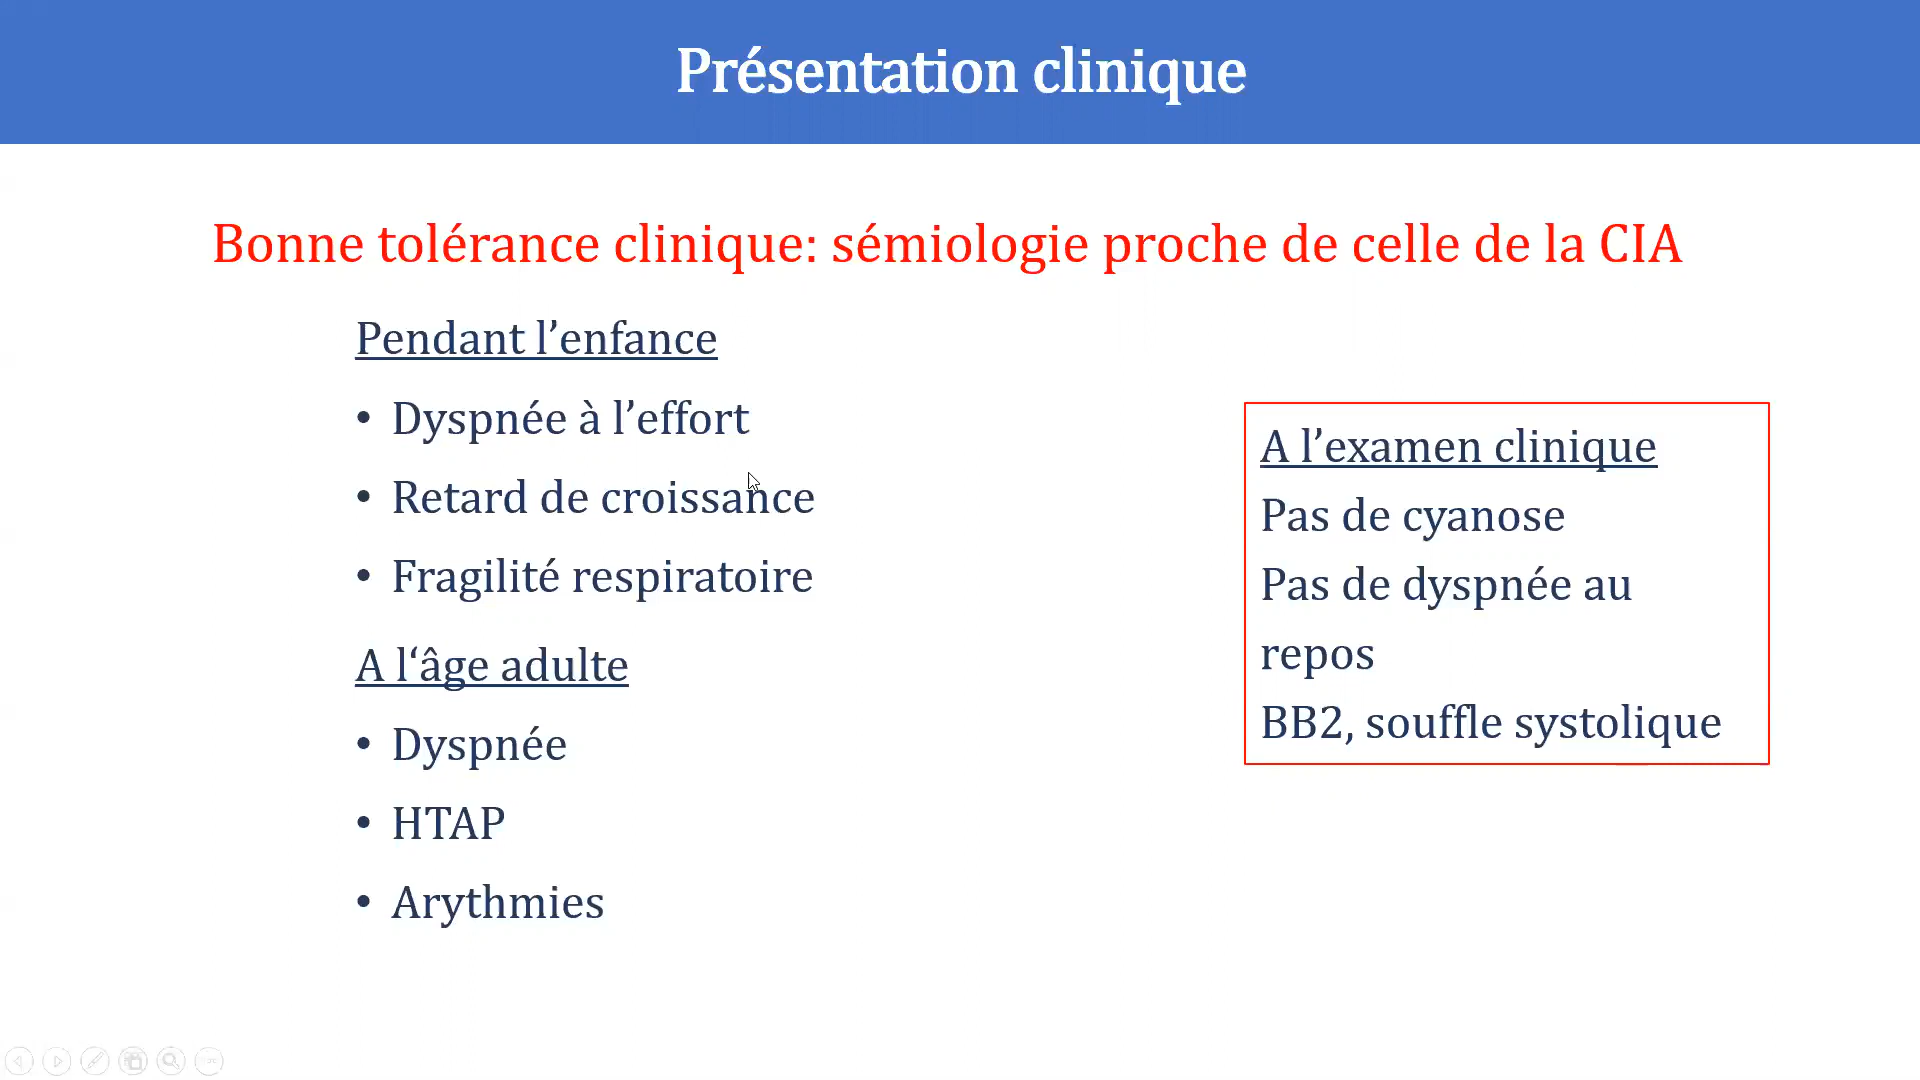 Présentation clinique
Bonne tolérance clinique: sémiologie proche de celle de la CIA
Pendant l’enfance
• Dyspnée à l’effort
• Retard de croissance
• Fragilité respiratoire
A l‘âge adulte
• Dyspnée
• HTAP
• Arythmies
A l’examen clinique
Pas de cyanose
Pas de dyspnée au
repos
BB2, souffle systolique